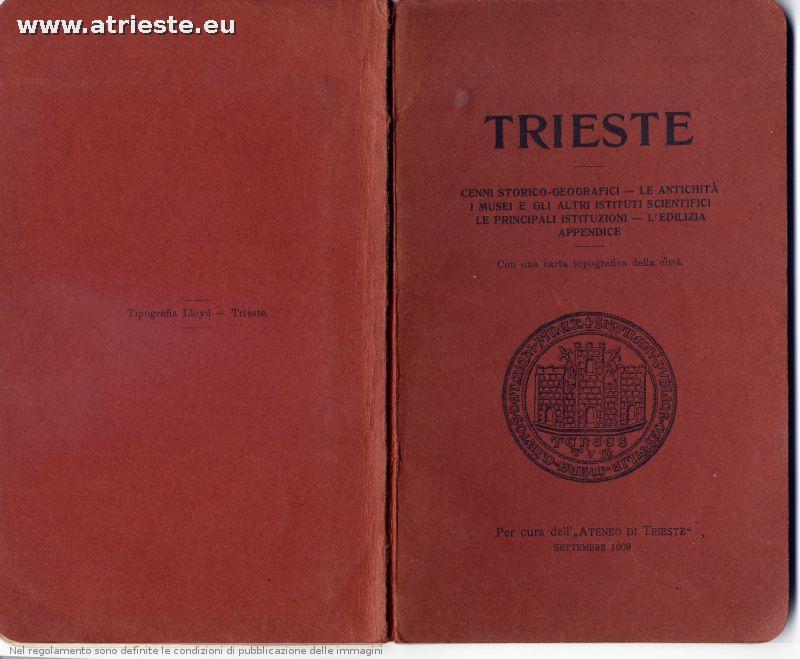 www.atrieste.eu
Tipografia Lloyd — Trieste.
TRIESTE
CENNI STORICO-GEOGRAFICI — LE ANTICHITÀ
I MUSEI E GLI ALTRI ISTITUTI SCIENTIFICI
LE PRINCIPALI ISTITUZIONI — L'EDILIZIA
APPENDICE
Con una carta topografica della città.
TERGES
TVM
Per cura dell'„ATENEO DI TRIESTE“
SETTEMBRE 1909
Nel regolamento sono definite le condizioni di pubblicazione delle immagini